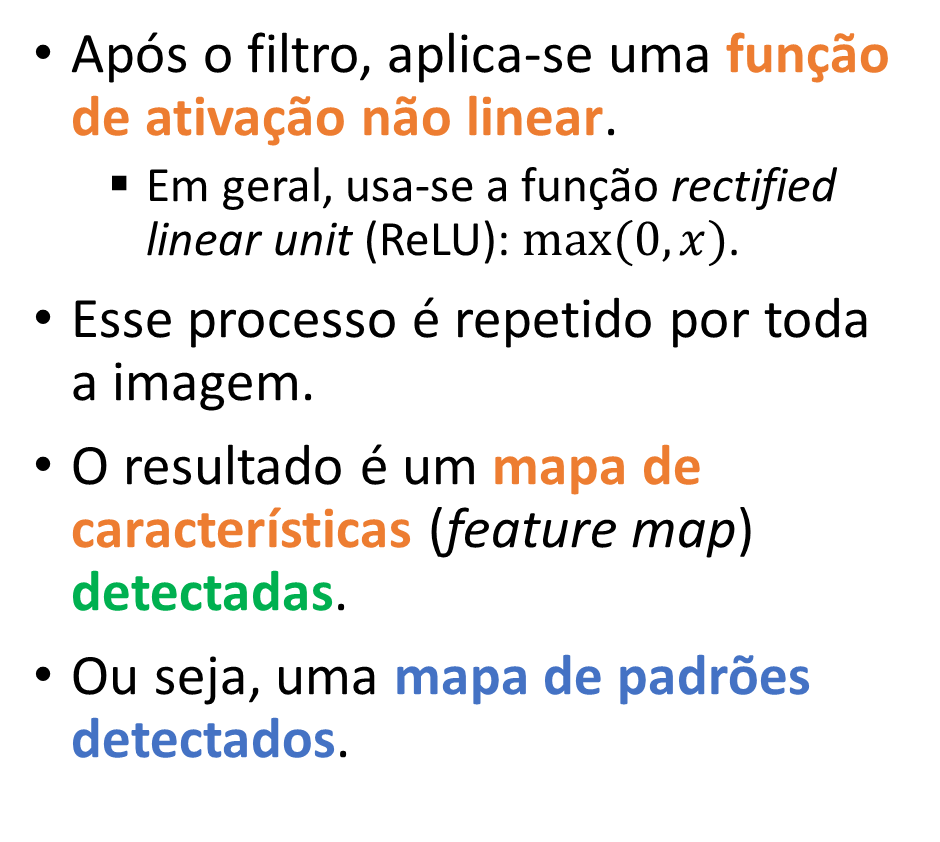 • Após o filtro, aplica-se uma função
de ativação não linear.
▪ Em geral, usa-se a função rectified
linear unit (ReLU): max(0, x).
• Esse processo é repetido por toda
a imagem.
• O resultado é um mapa de
características (feature map)
detectadas.
• Ou seja, uma mapa de padrões
detectados.